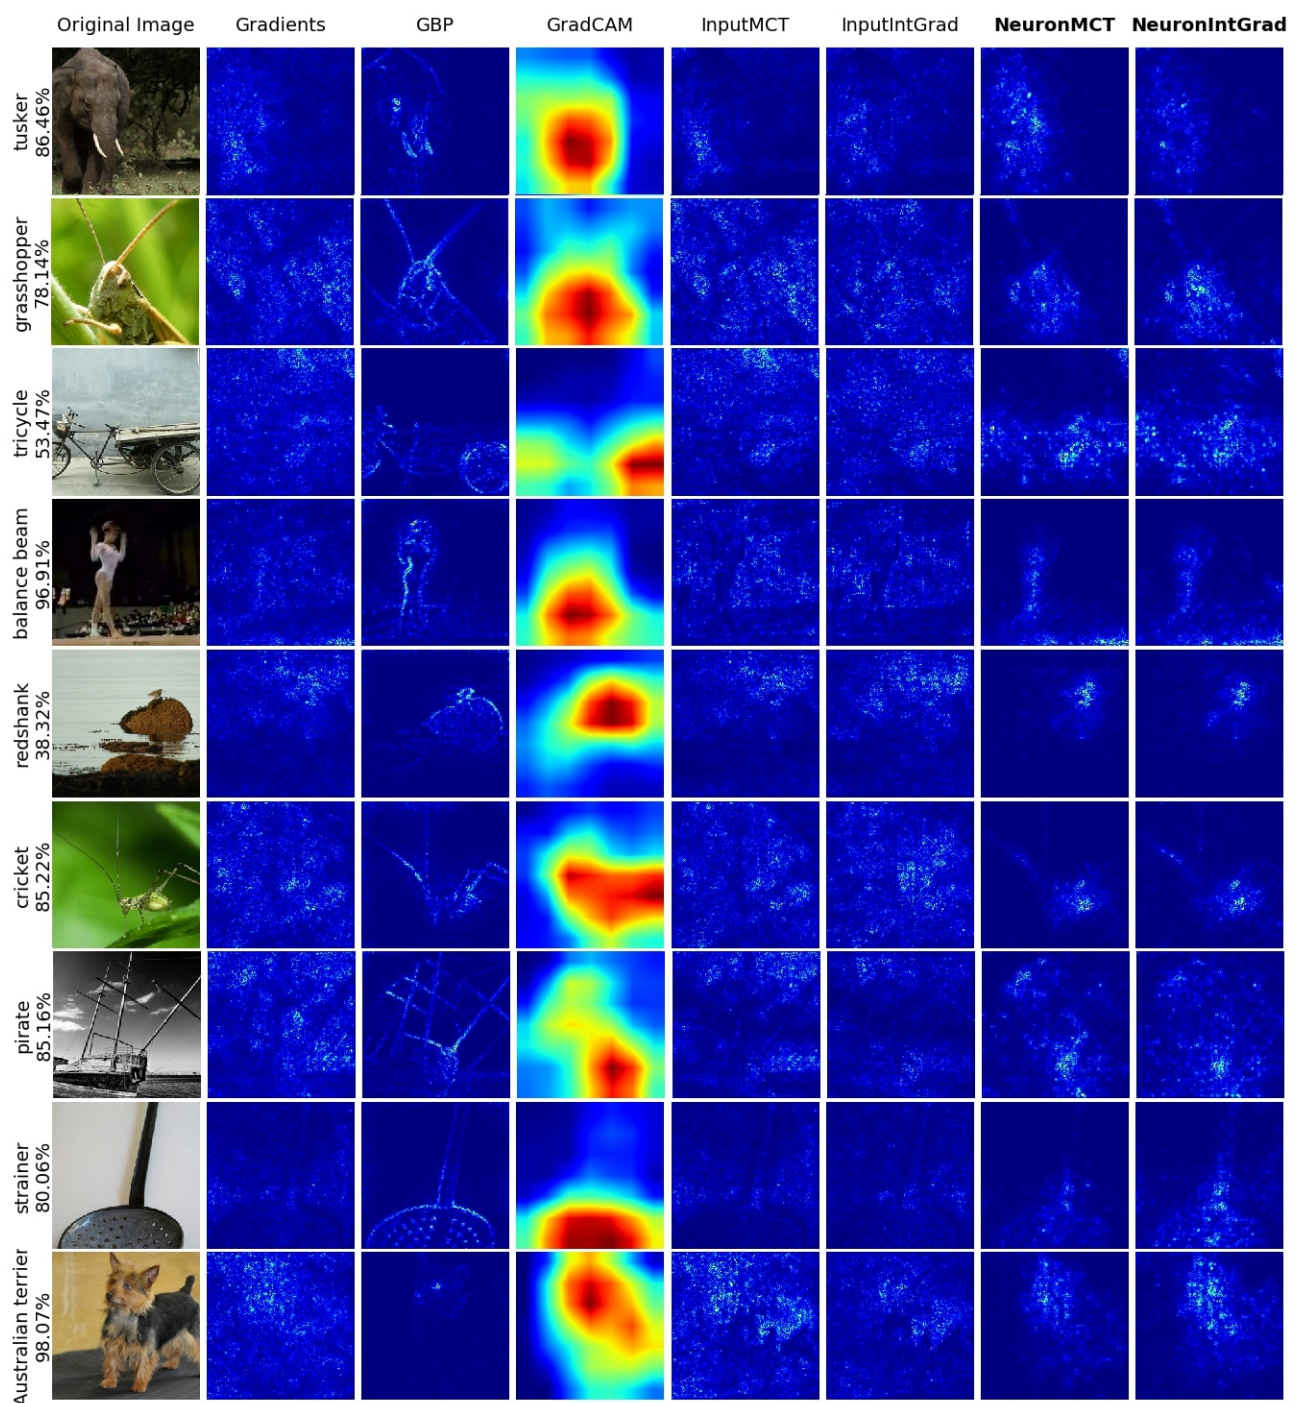 Original Image Gradients GBP GradCAM InputMCT InputIntGrad NeuronMCT NeuronIntGrad
tusker
86.46%
grasshopper
78.14%
tricycle
53.47%
balance beam
96.91%
redshank
38.32%
cricket
85.22%
pirate
85.16%
strainer
80.06%
Australian terrier
98.07%